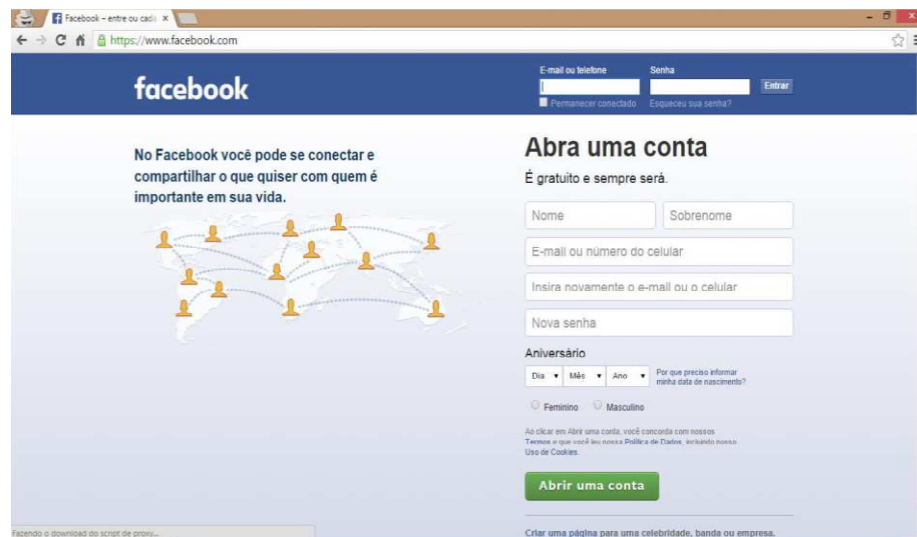 Facebook – entre ou cada
https://www.facebook.com
facebook
E-mail ou telefone
Senha
Entrar
Permanecer conectado
Esqueceu sua senha?
No Facebook você pode se conectar e
compartilhar o que quiser com quem é
importante em sua vida.
Abra uma conta
É gratuito e sempre será.
Nome
Sobrenome
E-mail ou número do celular
Insira novamente o e-mail ou o celular
Nova senha
Aniversário
Dia
Mês
Ano
Por que preciso informar
minha data de nascimento?
Feminino
Masculino
Ao clicar em Abrir uma conta, você concorda com nossos
Termos e que você leu nossa Política de Dados, incluindo nosso
Uso de Cookies.
Abrir uma conta
Criar uma página para uma celebridade, banda ou empresa.
Fazendo o download do script de proxy...